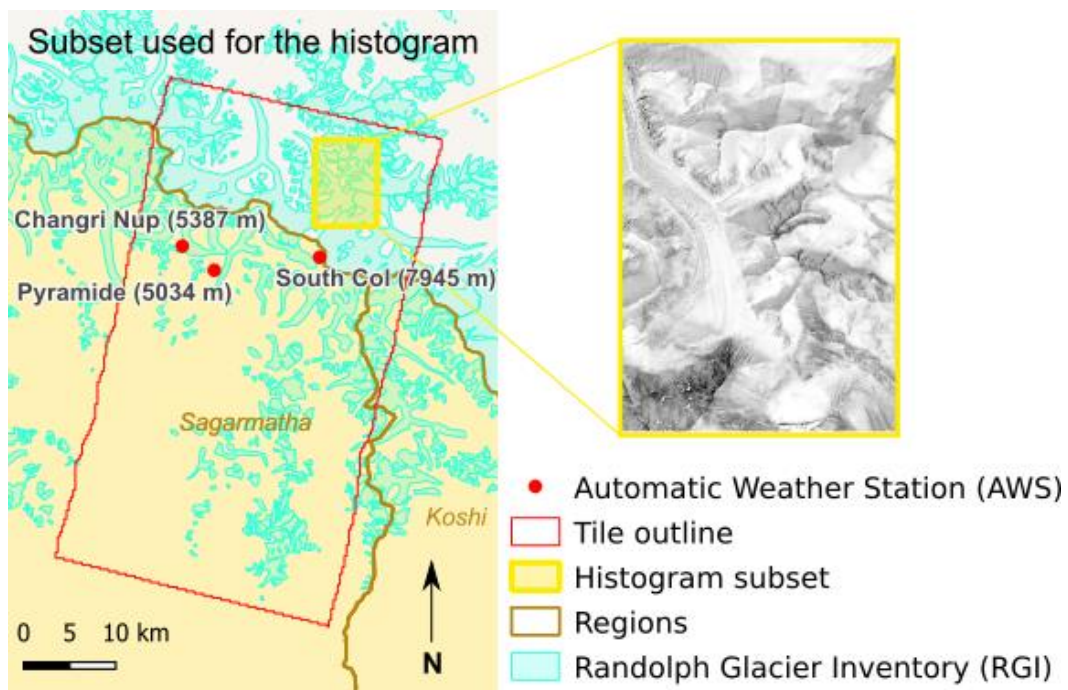 Subset used for the histogram
Changri Nup (5387 m)
Pyramide (5034 m)
South Col (7945 m)
Sagarmatha
Koshi
0 5 10 km
N
Automatic Weather Station (AWS)
Tile outline
Histogram subset
Regions
Randolph Glacier Inventory (RGI)